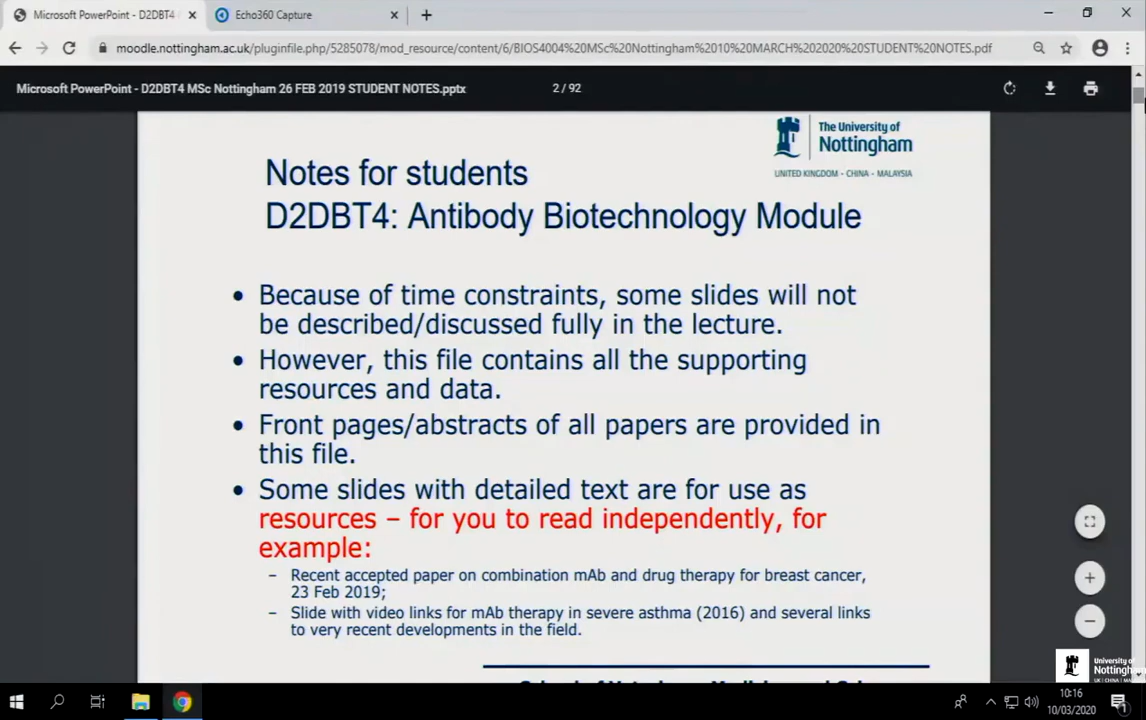 Microsoft PowerPoint - D2DBT4
Echo360 Capture
moodle.nottingham.ac.uk/pluginfile.php/5285078/mod_resource/content/6/BIOS4004%20MSc%20Nottingham%2010%20MARCH%202020%20STUDENT%20NOTES.pdf
Microsoft PowerPoint - D2DBT4 MSc Nottingham 26 FEB 2019 STUDENT NOTES.pptx
2 / 92
The University of
Nottingham
UNITED KINGDOM - CHINA - MALAYSIA
Notes for students
D2DBT4: Antibody Biotechnology Module
• Because of time constraints, some slides will not
be described/discussed fully in the lecture.
• However, this file contains all the supporting
resources and data.
• Front pages/abstracts of all papers are provided in
this file.
• Some slides with detailed text are for use as
resources – for you to read independently, for
example:
– Recent accepted paper on combination mAb and drug therapy for breast cancer,
23 Feb 2019;
– Slide with video links for mAb therapy in severe asthma (2016) and several links
to very recent developments in the field.
University of
Nottingham
UK | CHINA | MALAYSIA
10:16
10/03/2020
1